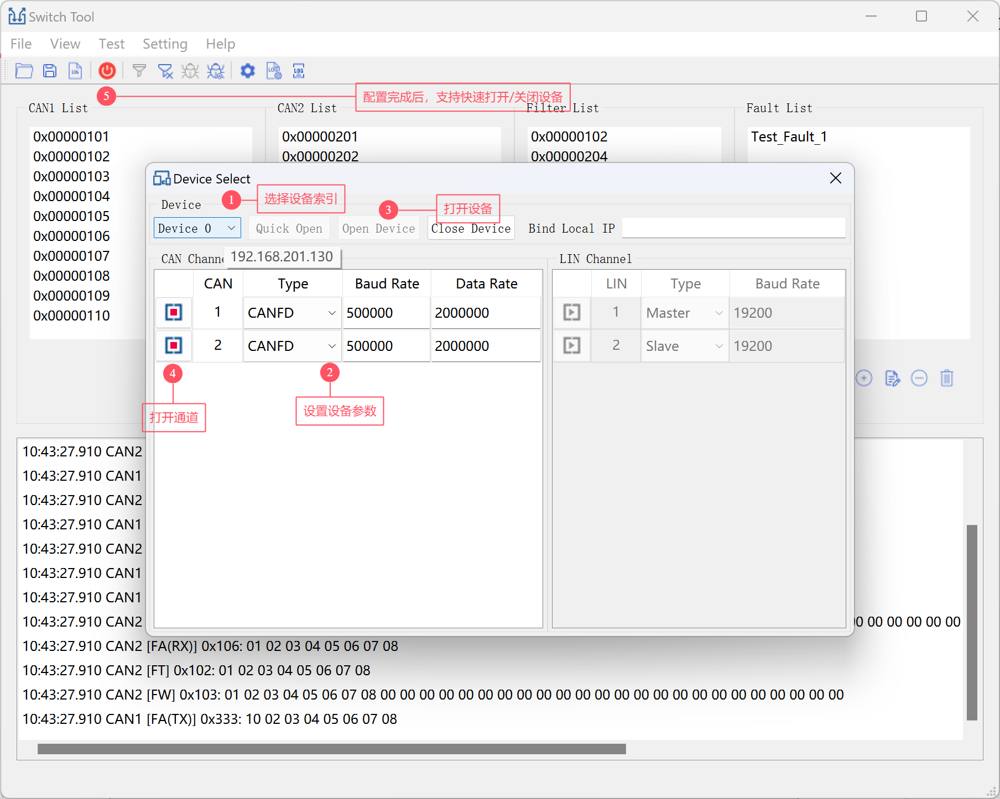 Switch Tool
File View Test Setting Help
5
配置完成后，支持快速打开/关闭设备
CAN1 List
0x00000101
0x00000102
0x00000103
0x00000104
0x00000105
0x00000106
0x00000107
0x00000108
0x00000109
0x00000110
CAN2 List
0x00000201
0x00000202
Filter List
0x00000102
0x00000204
Fault List
Test_Fault_1
Device Select
1
选择设备索引
3
打开设备
Device
Device 0 Quick Open Open Device Close Device Bind Local IP
192.168.201.130
CAN Channe
CAN Type Baud Rate Data Rate
1 CANFD 500000 2000000
2 CANFD 500000 2000000
4
打开通道
2
设置设备参数
LIN Channel
LIN Type Baud Rate
1 Master 19200
2 Slave 19200
10:43:27.910 CAN2
10:43:27.910 CAN1
10:43:27.910 CAN2
10:43:27.910 CAN1
10:43:27.910 CAN2
10:43:27.910 CAN1
10:43:27.910 CAN1
10:43:27.910 CAN2 00 00 00 00 00
10:43:27.910 CAN2 [FA(RX)] 0x106: 01 02 03 04 05 06 07 08
10:43:27.910 CAN2 [FT] 0x102: 01 02 03 04 05 06 07 08
10:43:27.910 CAN2 [FW] 0x103: 01 02 03 04 05 06 07 08 00 00 00 00 00 00 00 00 00 00 00 00 00 00 00 00 00 00 00 00
10:43:27.910 CAN1 [FA(TX)] 0x333: 10 02 03 04 05 06 07 08